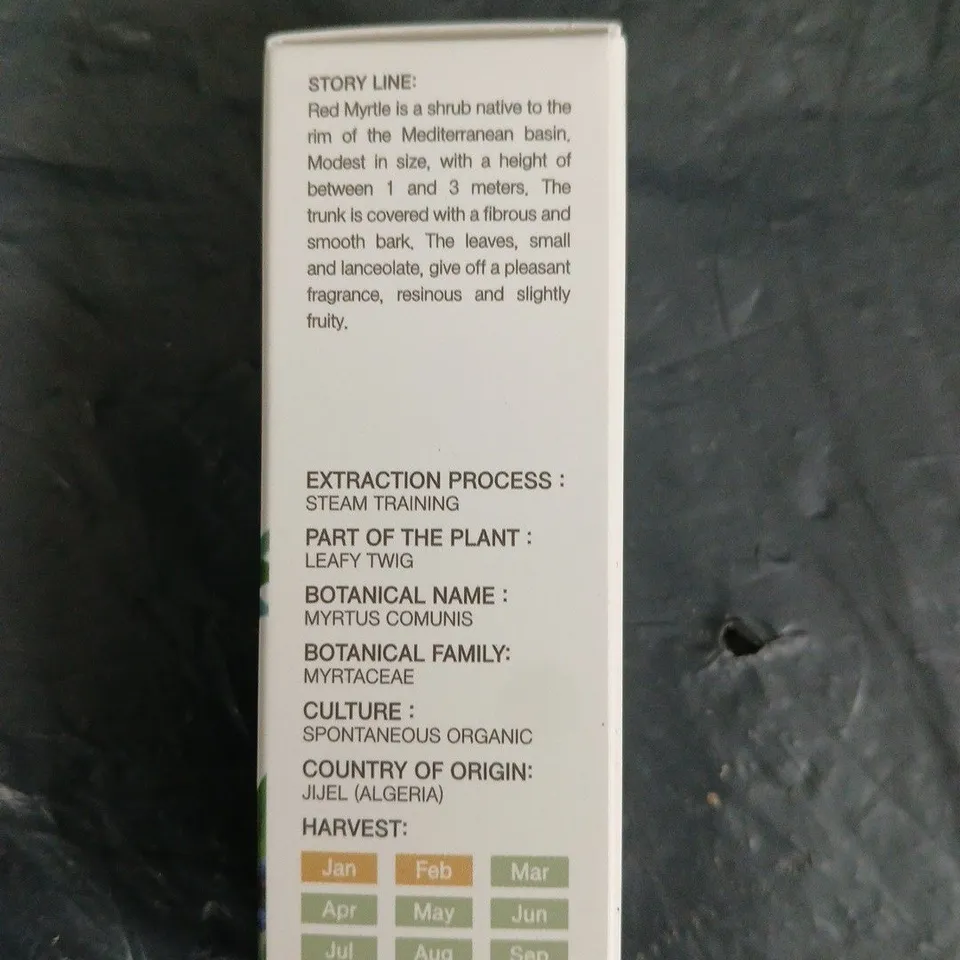 STORY LINE:
Red Myrtle is a shrub native to the
rim of the Mediterranean basin.
Modest in size, with a height of
between 1 and 3 meters. The
trunk is covered with a fibrous and
smooth bark. The leaves, small
and lanceolate, give off a pleasant
fragrance, resinous and slightly
fruity.
EXTRACTION PROCESS :
STEAM TRAINING
PART OF THE PLANT :
LEAFY TWIG
BOTANICAL NAME :
MYRTUS COMUNIS
BOTANICAL FAMILY:
MYRTACEAE
CULTURE :
SPONTANEOUS ORGANIC
COUNTRY OF ORIGIN:
JIJEL (ALGERIA)
HARVEST:
Jan Feb Mar
Apr May Jun
Jul Aug Sep